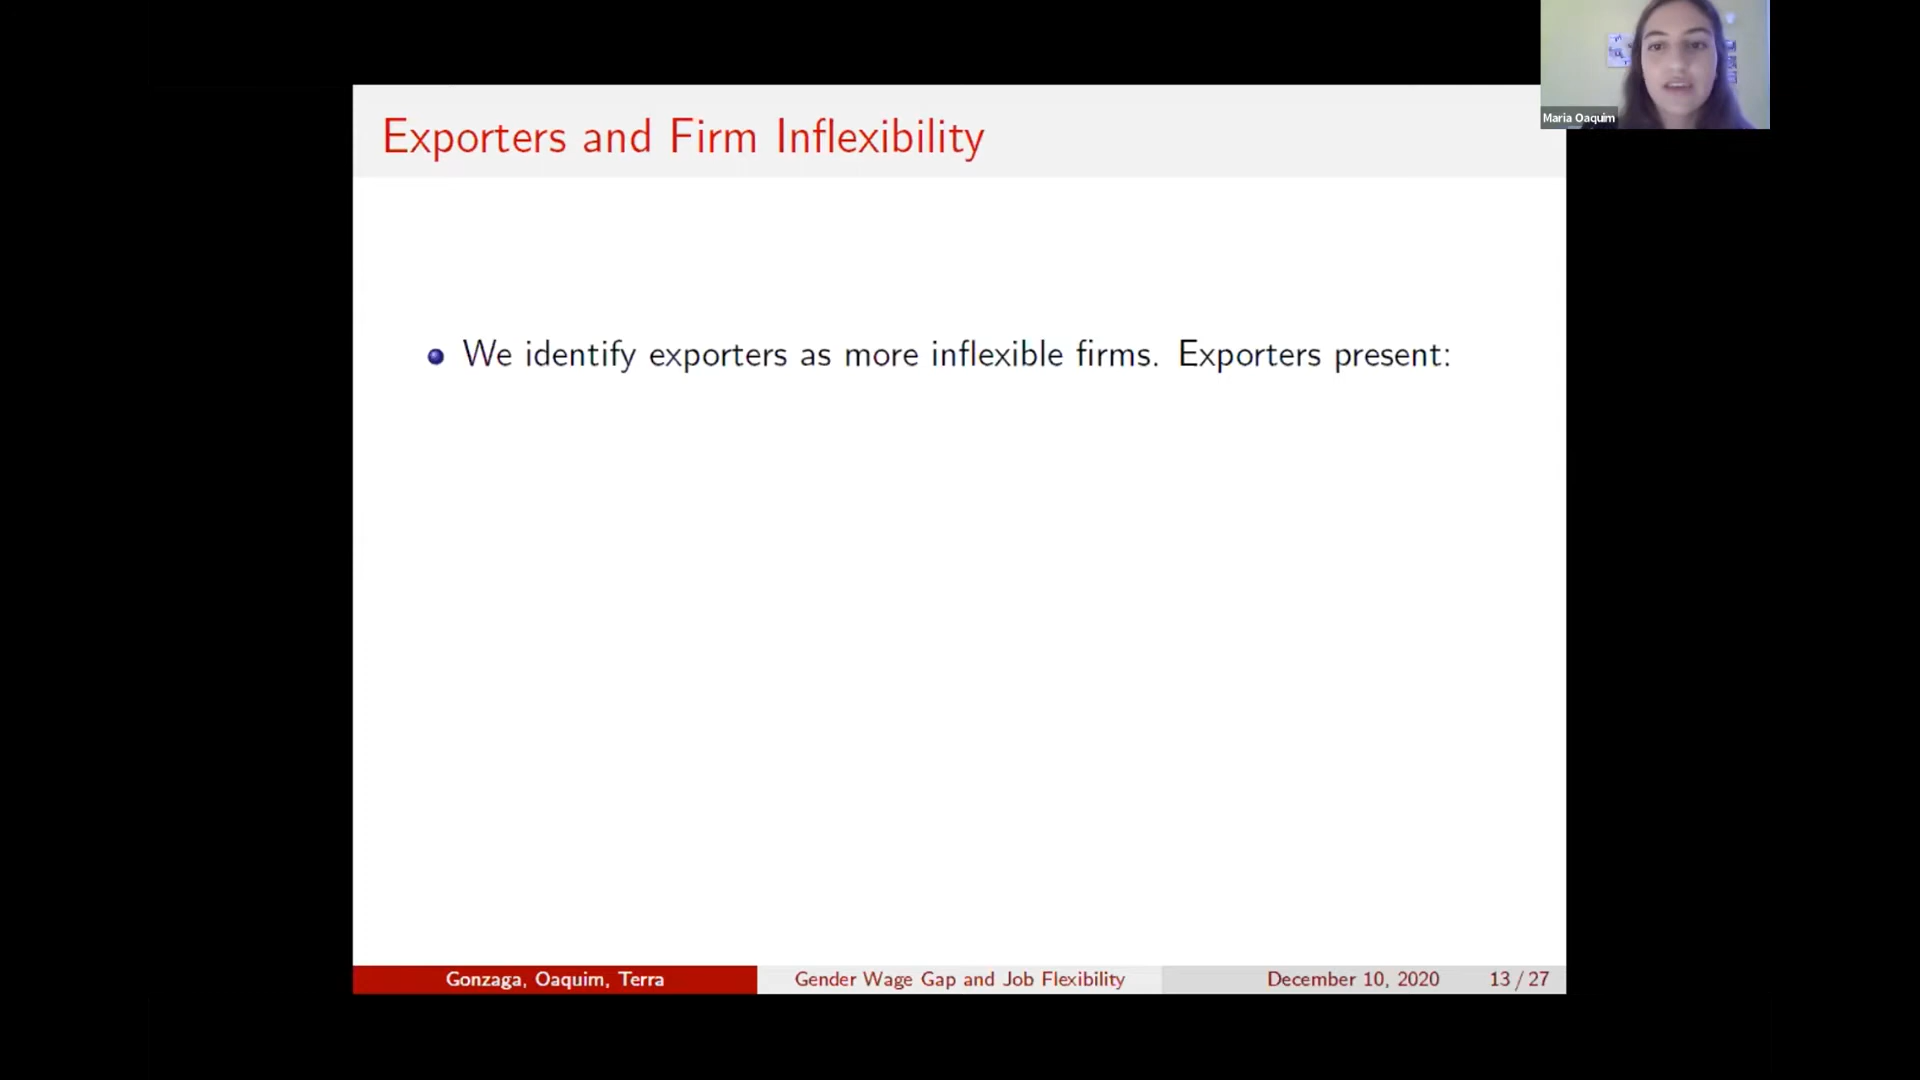 Maria Oaquim
Exporters and Firm Inflexibility
We identify exporters as more inflexible firms. Exporters present:
Gonzaga, Oaquim, Terra
Gender Wage Gap and Job Flexibility
December 10, 2020
13 / 27